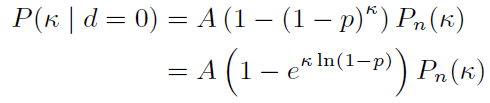 P(κ | d = 0) = A (1 − (1 − p)^κ) P_n(κ)
= A (1 − e^{κ ln(1−p)}) P_n(κ)